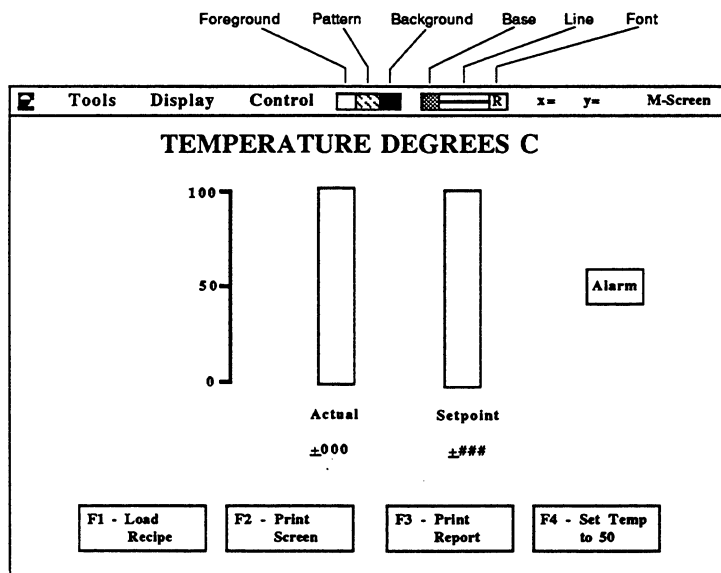 Foreground Pattern Background Base Line Font
Tools Display Control R x= y= M-Screen
TEMPERATURE DEGREES C
100
50
Alarm
0
Actual Setpoint
±000 ±###
F1 - Load Recipe
F2 - Print Screen
F3 - Print Report
F4 - Set Temp to 50